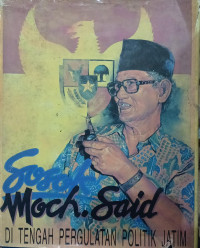 Sosok
Moch. Said
DI TENGAH PERGULATAN POLITIK JATIM